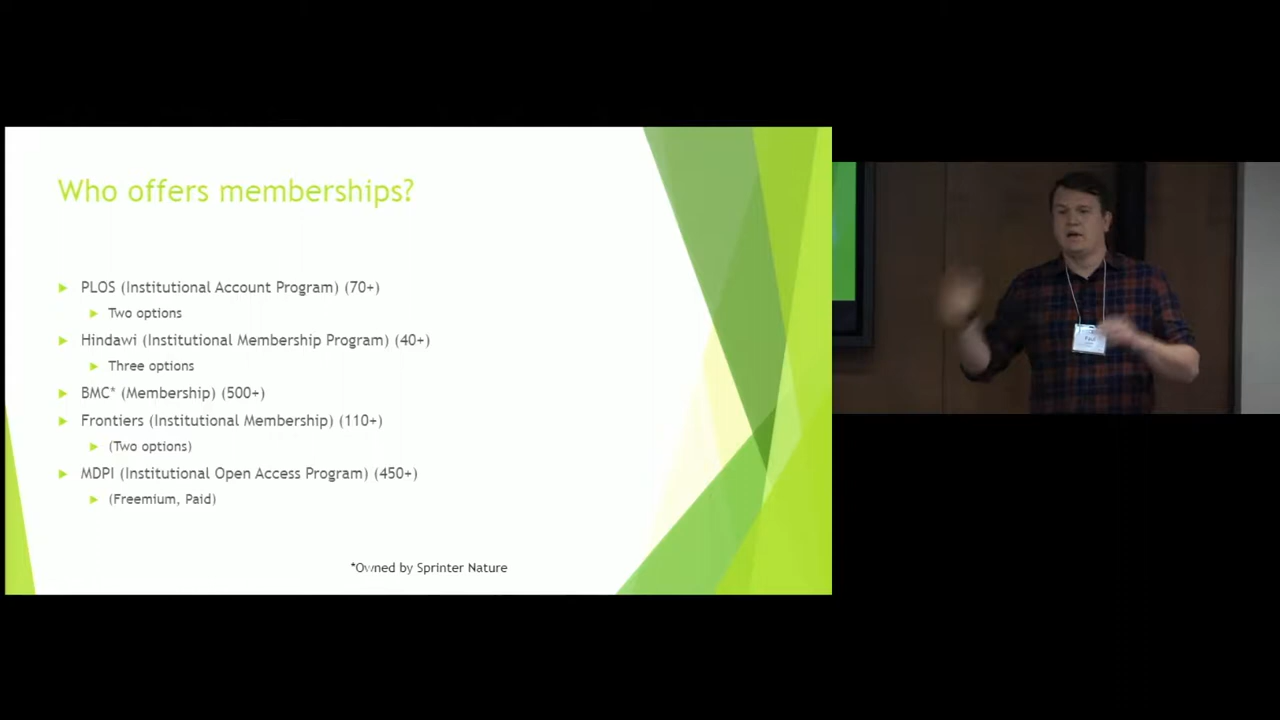 Who offers memberships?
PLOS (Institutional Account Program) (70+)
Two options
Hindawi (Institutional Membership Program) (40+)
Three options
BMC* (Membership) (500+)
Frontiers (Institutional Membership) (110+)
(Two options)
MDPI (Institutional Open Access Program) (450+)
(Freemium, Paid)
*Owned by Sprinter Nature